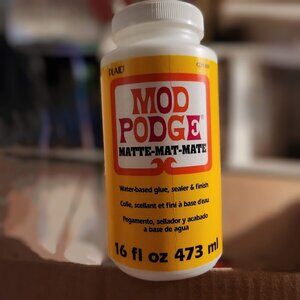 PLAID
MOD
PODGE®
MATTE-MAT-MATE
Water-based glue, sealer & finish
Colle, scellant et fini à base d'eau
Pegamento, sellador y acabado
a base de agua
16 fl oz 473 ml